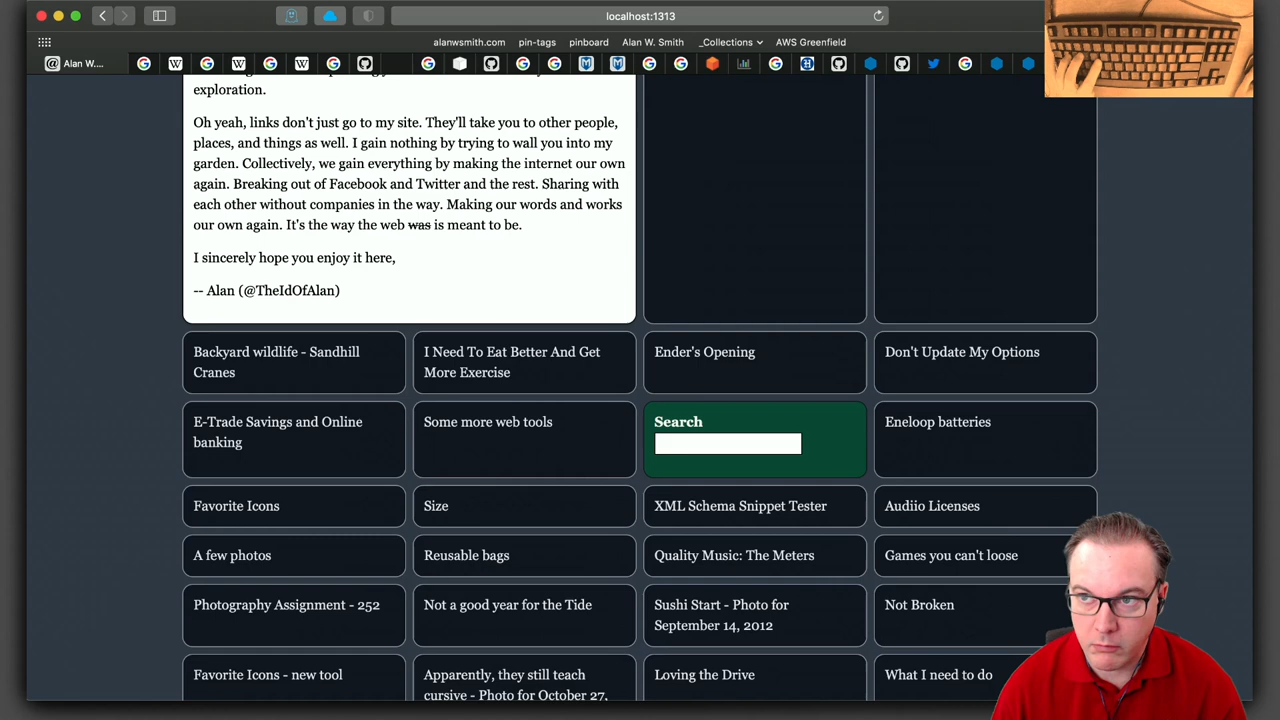 localhost:1313
alanwsmith.com pin-tags pinboard Alan W. Smith _Collections AWS Greenfield
Alan W....
exploration.
Oh yeah, links don't just go to my site. They'll take you to other people,
places, and things as well. I gain nothing by trying to wall you into my
garden. Collectively, we gain everything by making the internet our own
again. Breaking out of Facebook and Twitter and the rest. Sharing with
each other without companies in the way. Making our words and works
our own again. It's the way the web was is meant to be.
I sincerely hope you enjoy it here,
-- Alan (@TheIdOfAlan)
Backyard wildlife - Sandhill
Cranes
I Need To Eat Better And Get
More Exercise
Ender's Opening
Don't Update My Options
E-Trade Savings and Online
banking
Some more web tools
Search
Eneloop batteries
Favorite Icons
Size
XML Schema Snippet Tester
Audiio Licenses
A few photos
Reusable bags
Quality Music: The Meters
Games you can't loose
Photography Assignment - 252
Not a good year for the Tide
Sushi Start - Photo for
September 14, 2012
Not Broken
Favorite Icons - new tool
Apparently, they still teach
cursive - Photo for October 27,
Loving the Drive
What I need to do